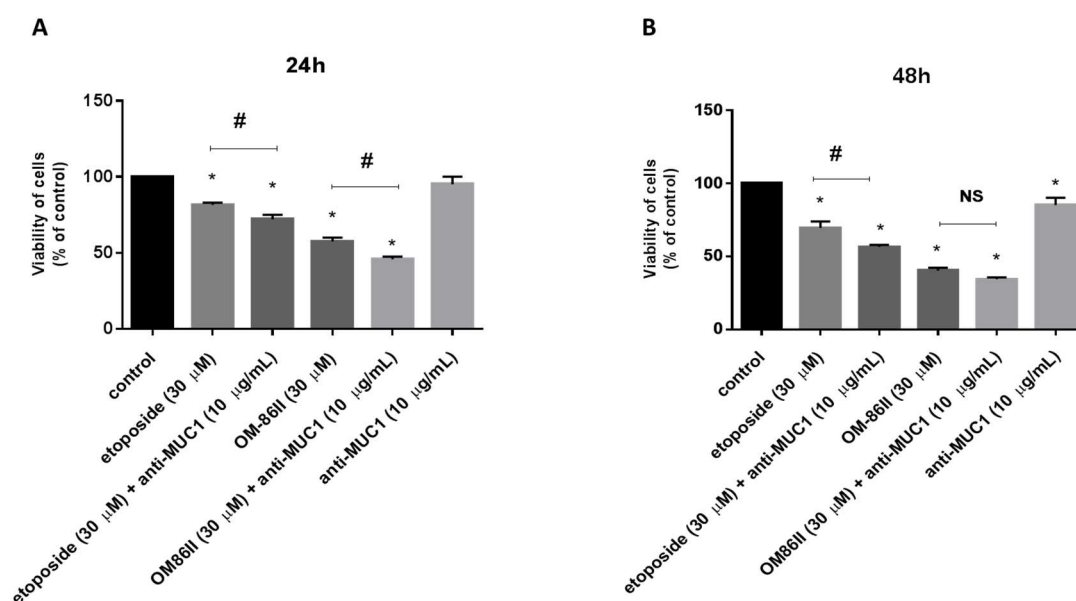 A
24h
Viability of cells
(% of control)
150
100
50
0
#
#
*
*
*
*
control
etoposide (30 μM)
etoposide (30 μM) + anti-MUC1 (10 μg/mL)
OM-86II (30 μM)
OM86II (30 μM) + anti-MUC1 (10 μg/mL)
anti-MUC1 (10 μg/mL)
B
48h
Viability of cells
(% of control)
150
100
50
0
#
NS
*
*
*
*
*
control
etoposide (30 μM)
etoposide (30 μM) + anti-MUC1 (10 μg/mL)
OM-86II (30 μM)
OM86II (30 μM) + anti-MUC1 (10 μg/mL)
anti-MUC1 (10 μg/mL)